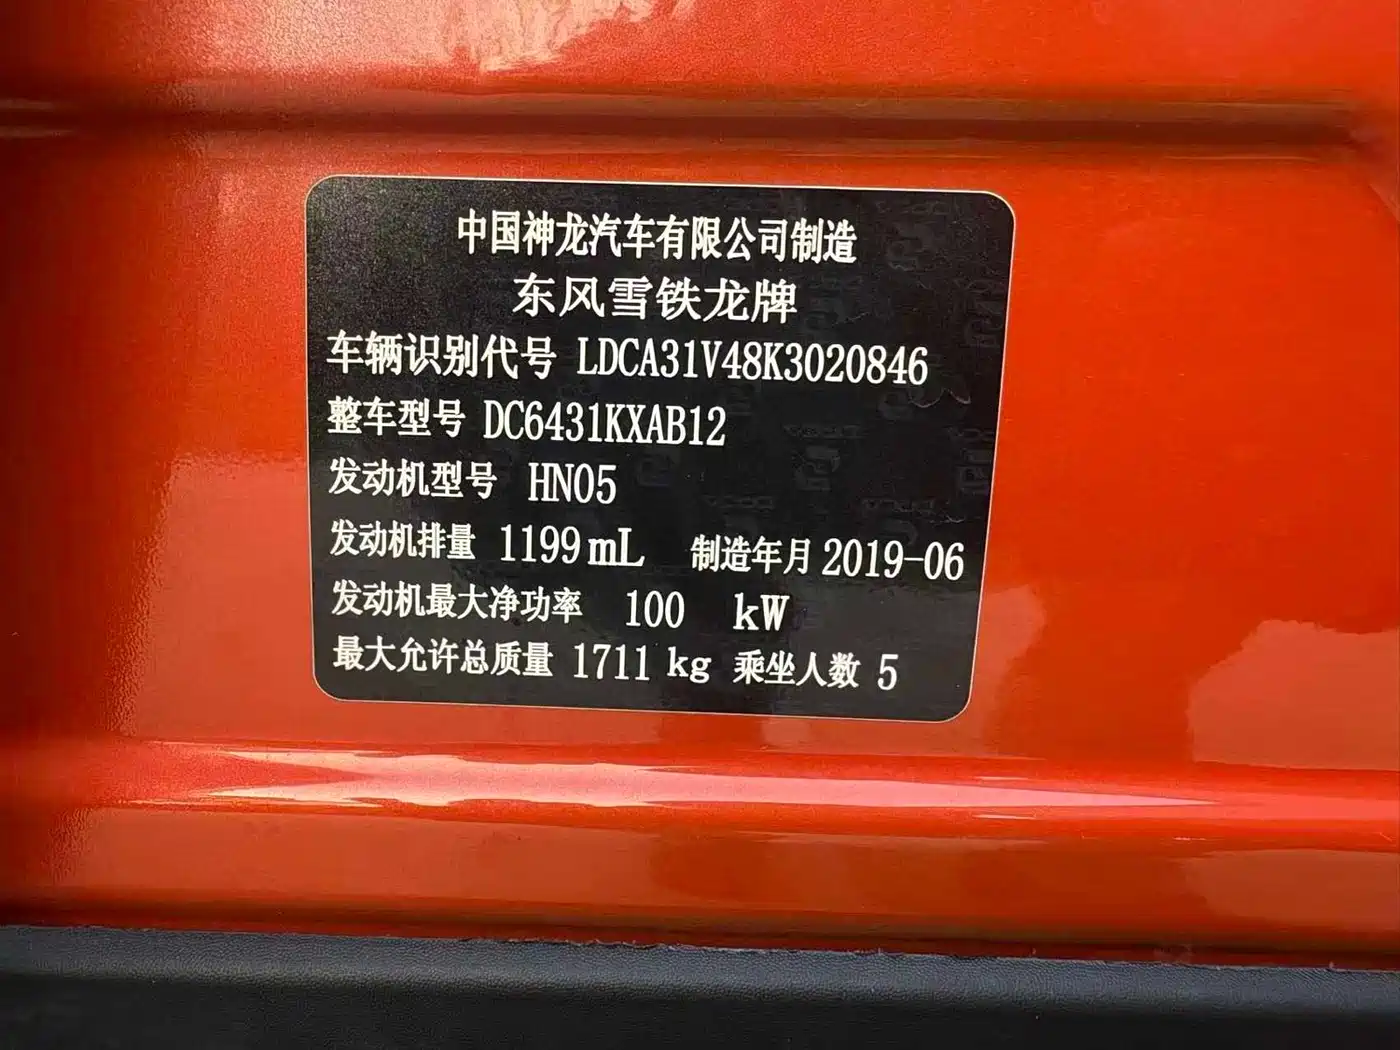 中国神龙汽车有限公司制造
东风雪铁龙牌
车辆识别代号 LDCA31V48K3020846
整车型号 DC6431KXAB12
发动机型号 HN05
发动机排量 1199mL 制造年月 2019-06
发动机最大净功率 100 kW
最大允许总质量 1711 kg 乘坐人数 5